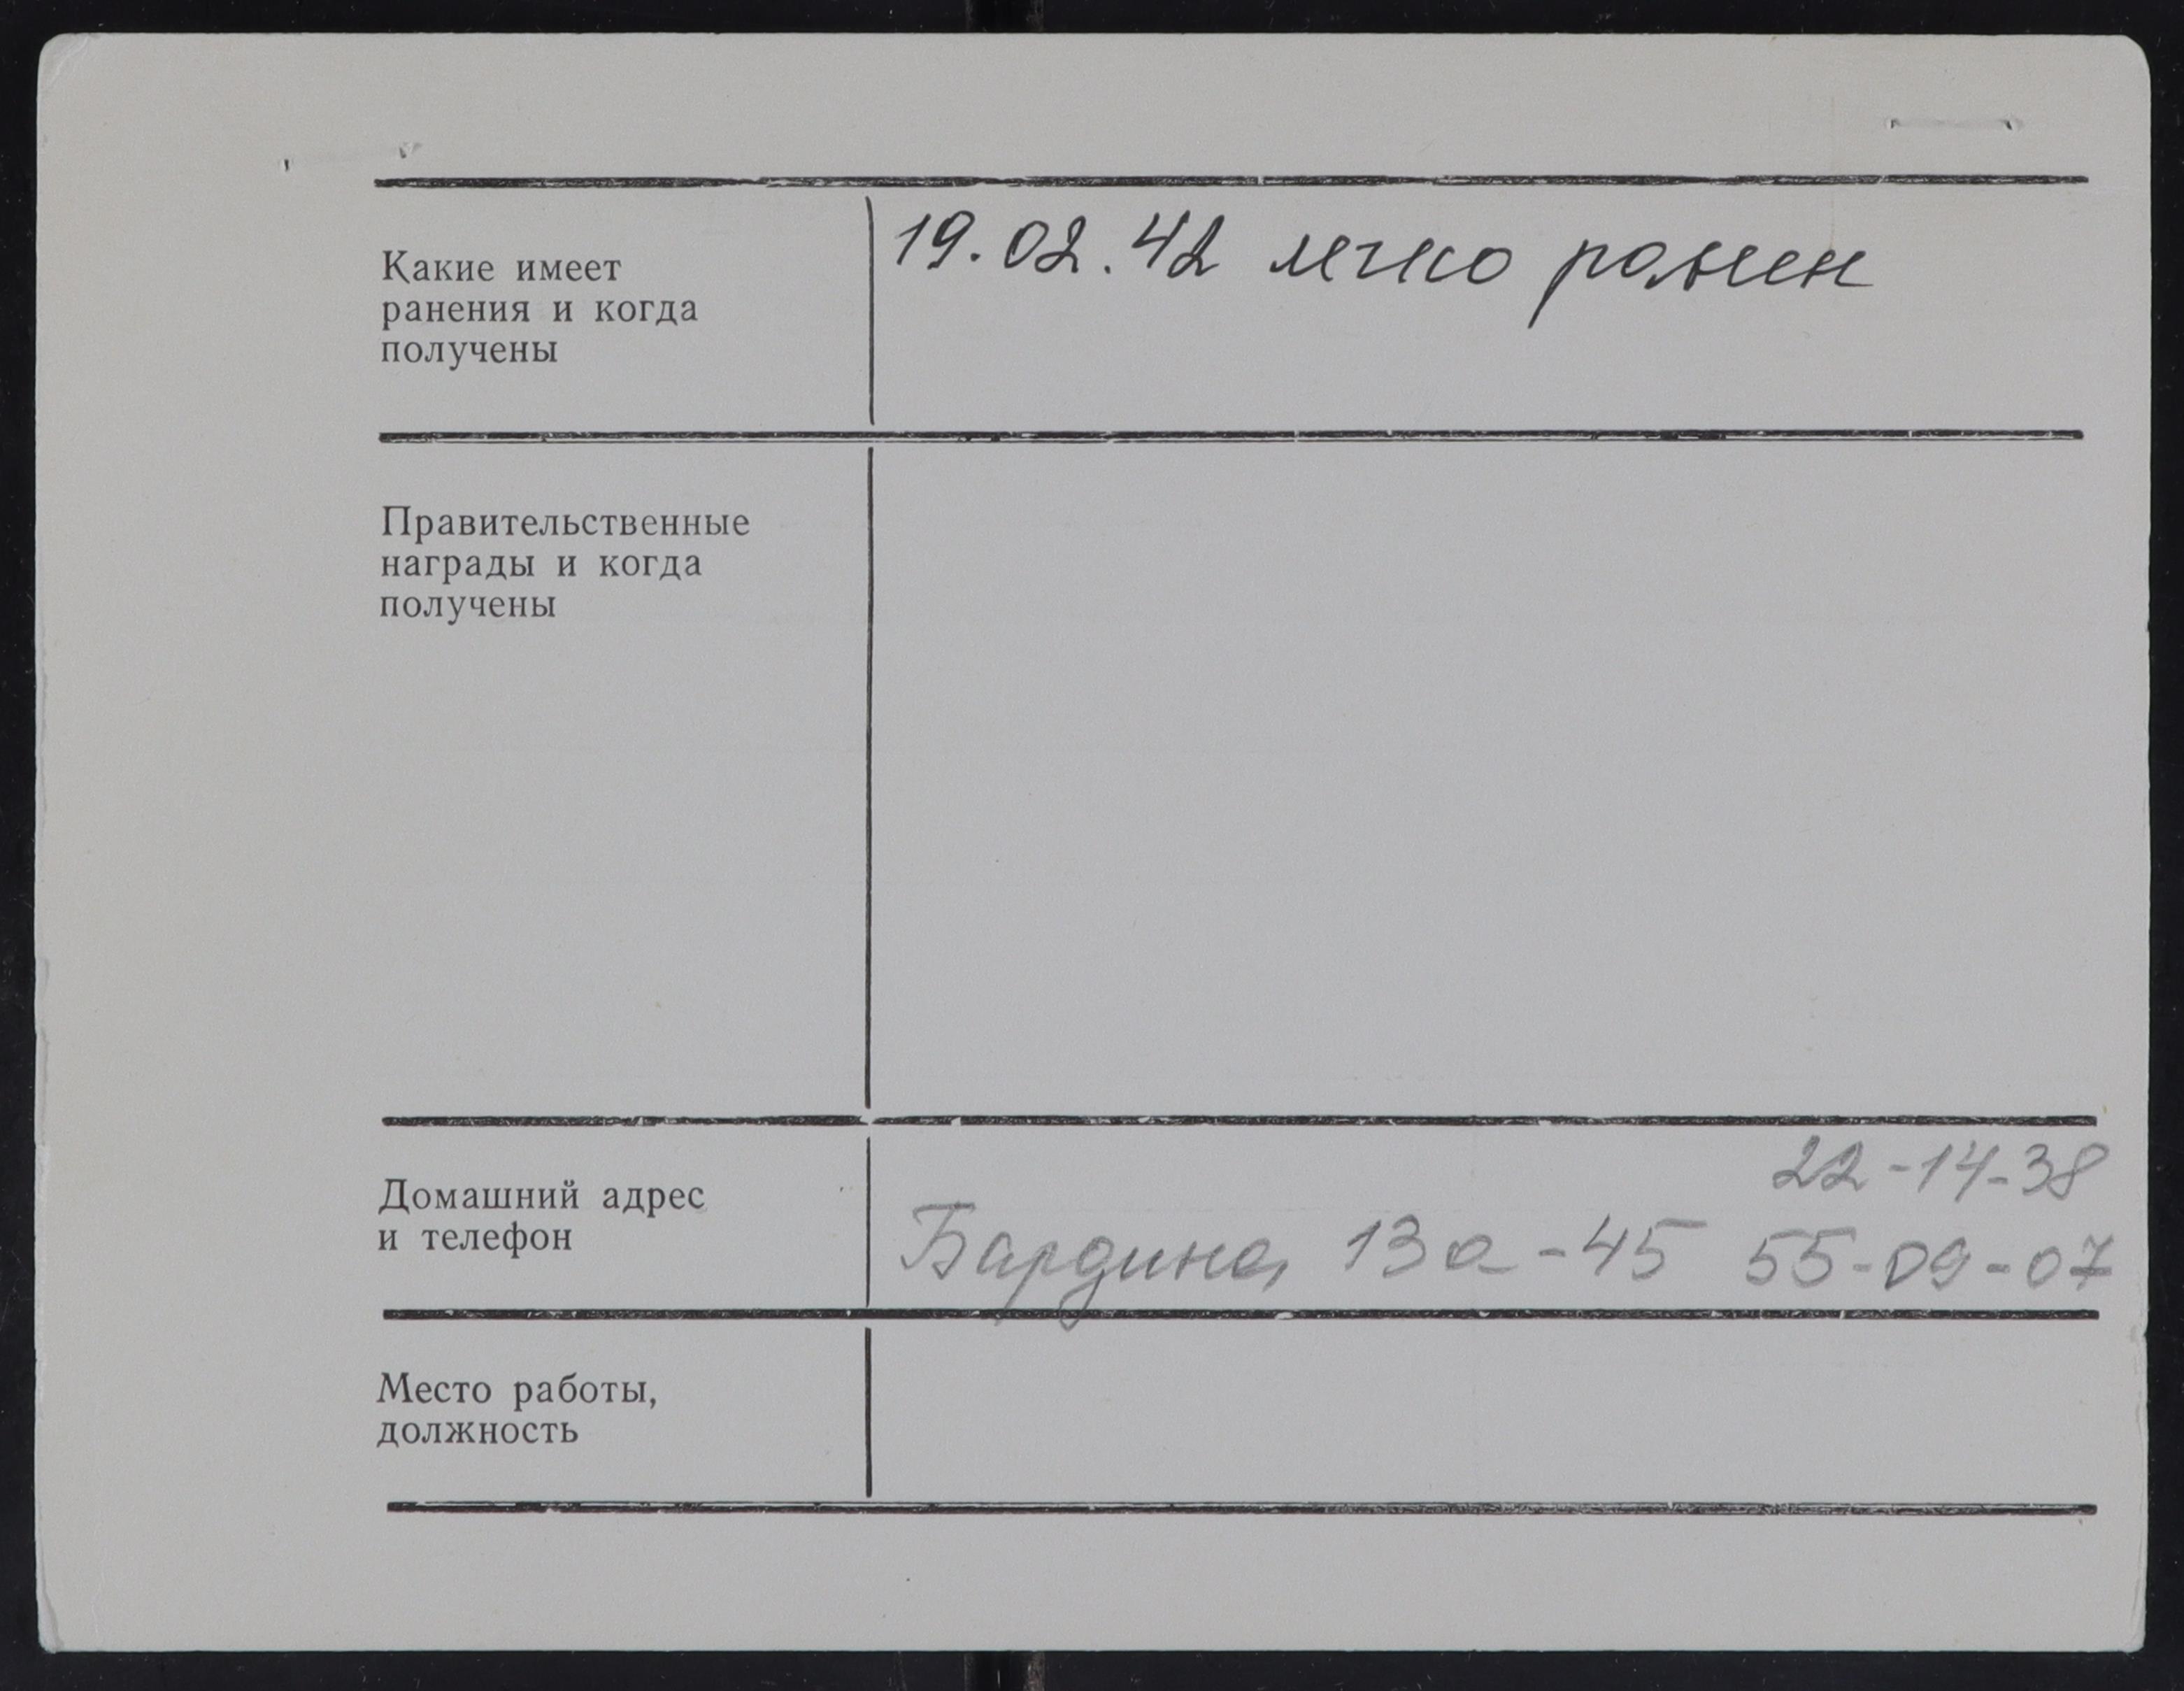 Какие имеет
ранения и когда
получены
19.02.42 легко ранен
Правительственные
награды и когда
получены
Домашний адрес
и телефон
22-14-38
Бардина, 13а-45 55-09-07
Место работы,
должность